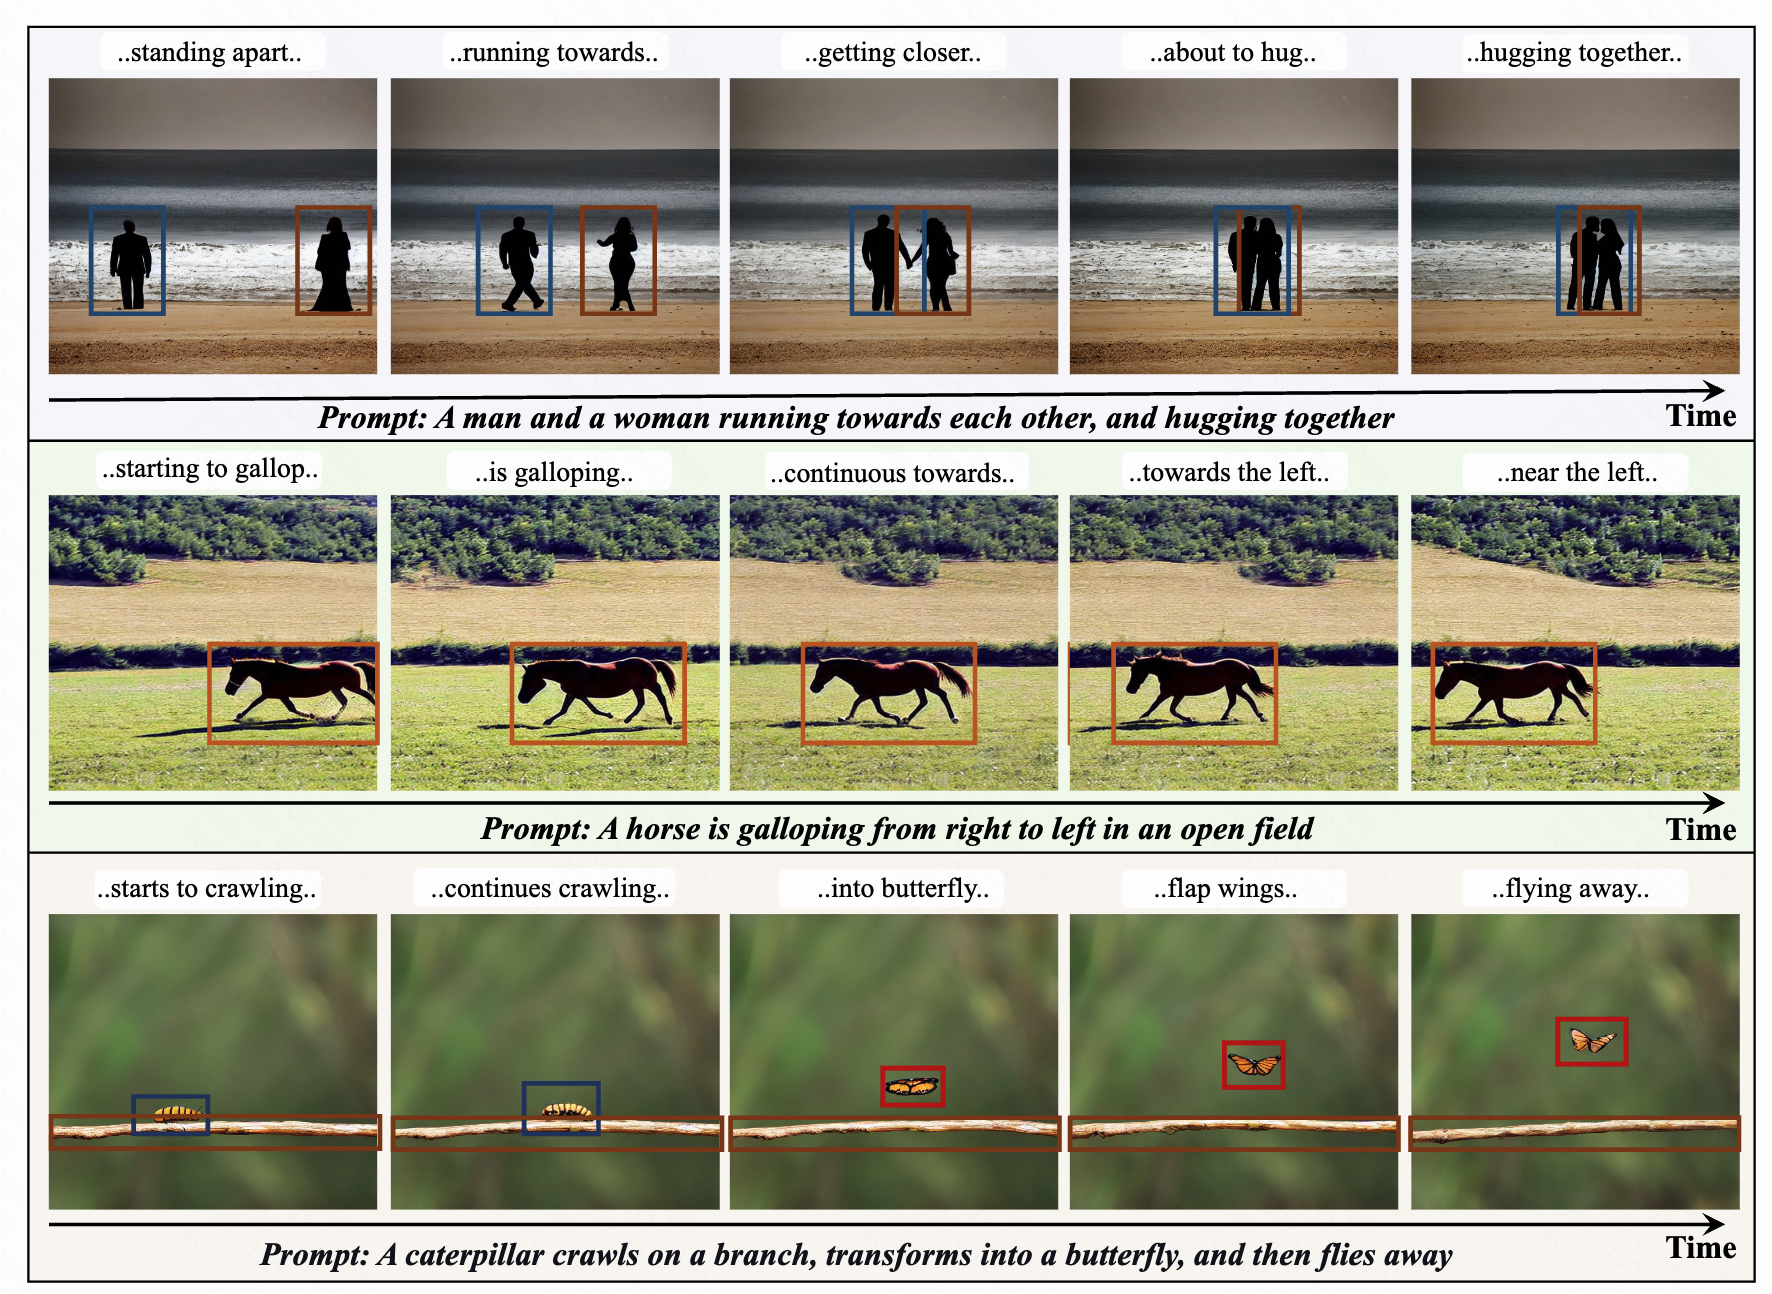 ..standing apart..
..running towards..
..getting closer..
..about to hug..
..hugging together..
Prompt: A man and a woman running towards each other, and hugging together
Time
..starting to gallop..
..is galloping..
..continuous towards..
..towards the left..
..near the left..
Prompt: A horse is galloping from right to left in an open field
Time
..starts to crawling..
..continues crawling..
..into butterfly..
..flap wings..
..flying away..
Prompt: A caterpillar crawls on a branch, transforms into a butterfly, and then flies away
Time